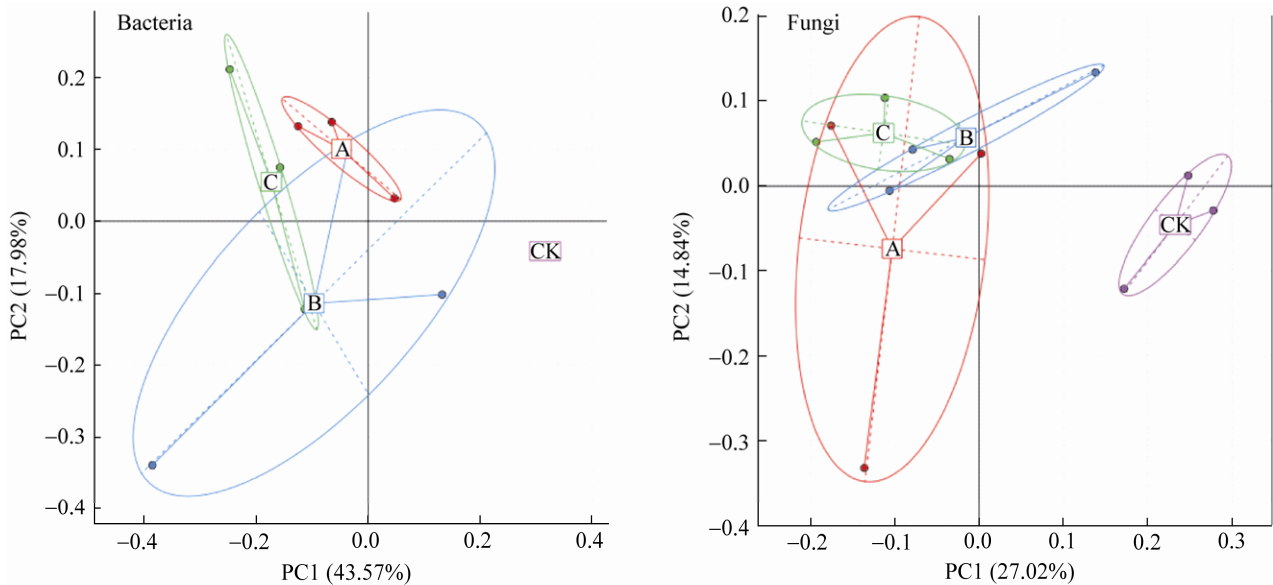 Bacteria
0.2
0.1
0.0
−0.1
−0.2
−0.3
−0.4
PC2 (17.98%)
A
C
B
CK
−0.4 −0.2 0.0 0.2 0.4
PC1 (43.57%)
Fungi
0.2
0.1
0.0
−0.1
−0.2
−0.3
−0.4
PC2 (14.84%)
C
B
A
CK
−0.2 −0.1 0.0 0.1 0.2 0.3
PC1 (27.02%)